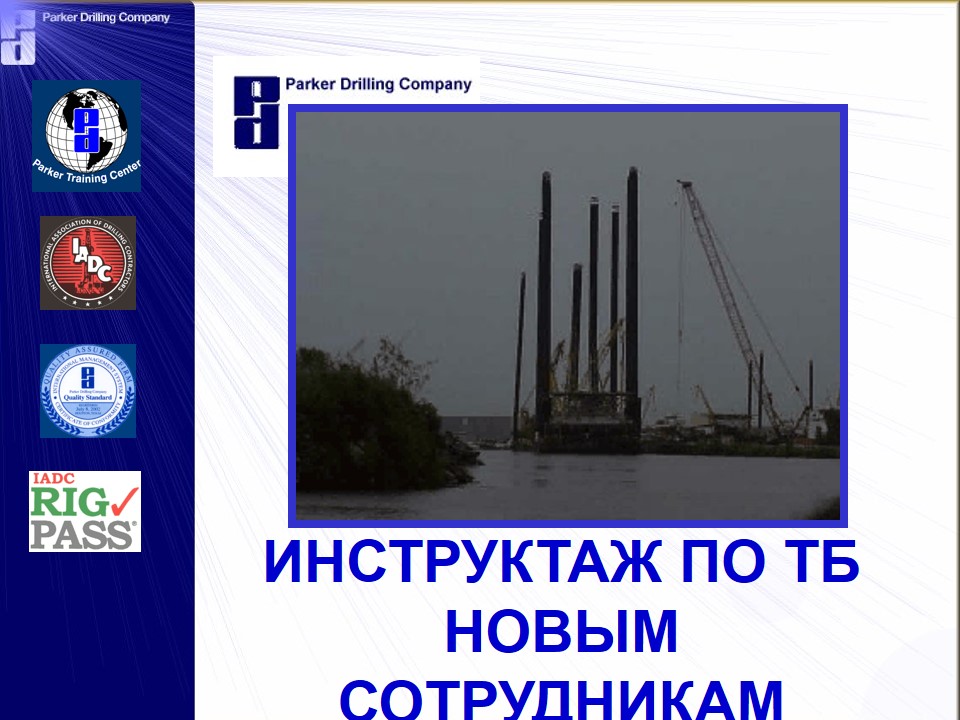 Parker Drilling Company
Parker Drilling Company
Parker Training Center
INTERNATIONAL ASSOCIATION OF DRILLING CONTRACTORS
IADC
QUALITY ASSURED FIRM
INTERNATIONAL MANAGEMENT SYSTEM
Parker Drilling Company
Quality Standard
CERTIFICATE OF CONFORMITY
IADC
RIG
PASS®
ИНСТРУКТАЖ ПО ТБ
НОВЫМ
СОТРУДНИКАМ